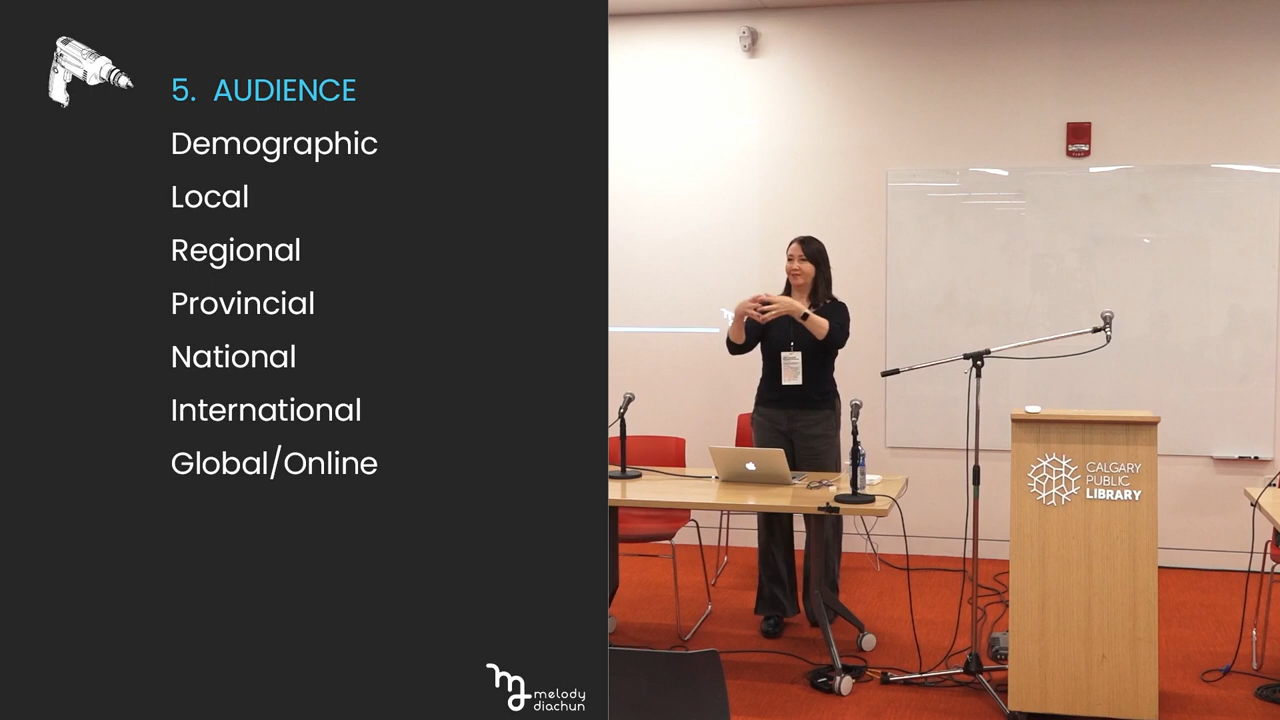 5. AUDIENCE
Demographic
Local
Regional
Provincial
National
International
Global/Online
melody
diachun
CALGARY
PUBLIC
LIBRARY